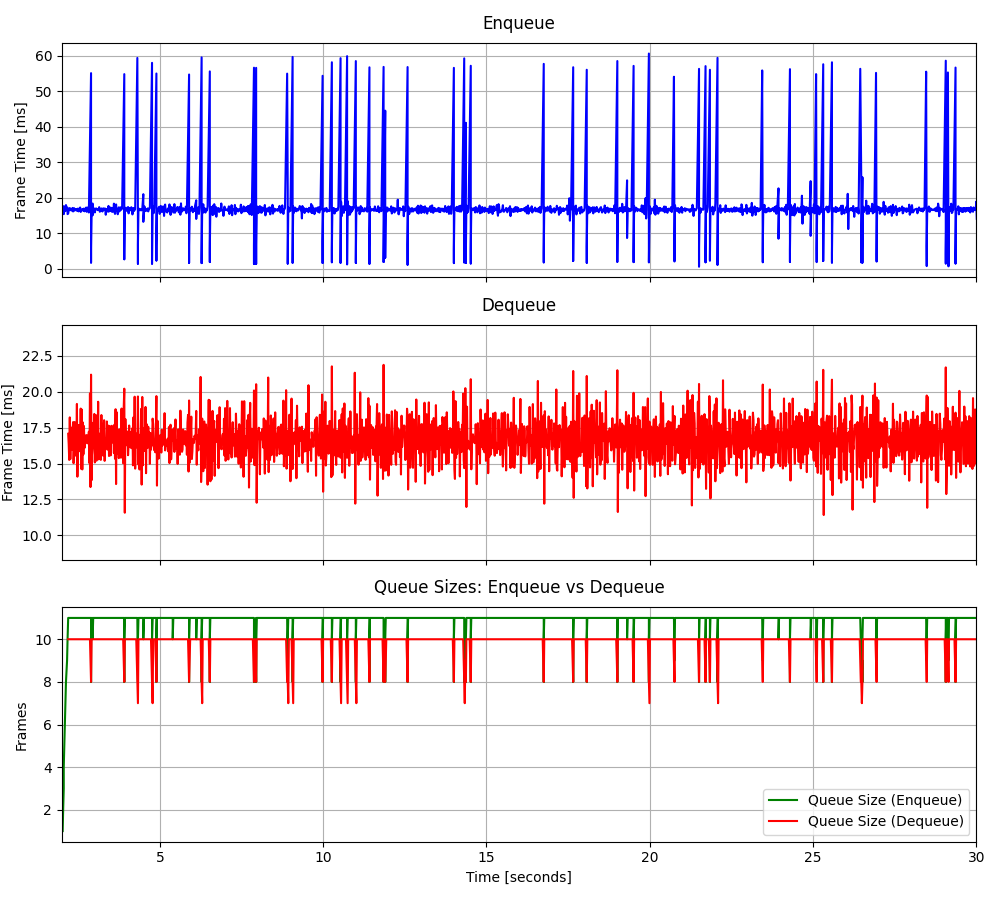 Enqueue
60
50
40
30
20
10
0
Frame Time [ms]
Dequeue
22.5
20.0
17.5
15.0
12.5
10.0
Frame Time [ms]
Queue Sizes: Enqueue vs Dequeue
10
8
6
4
2
Frames
Queue Size (Enqueue)
Queue Size (Dequeue)
5 10 15 20 25 30
Time [seconds]